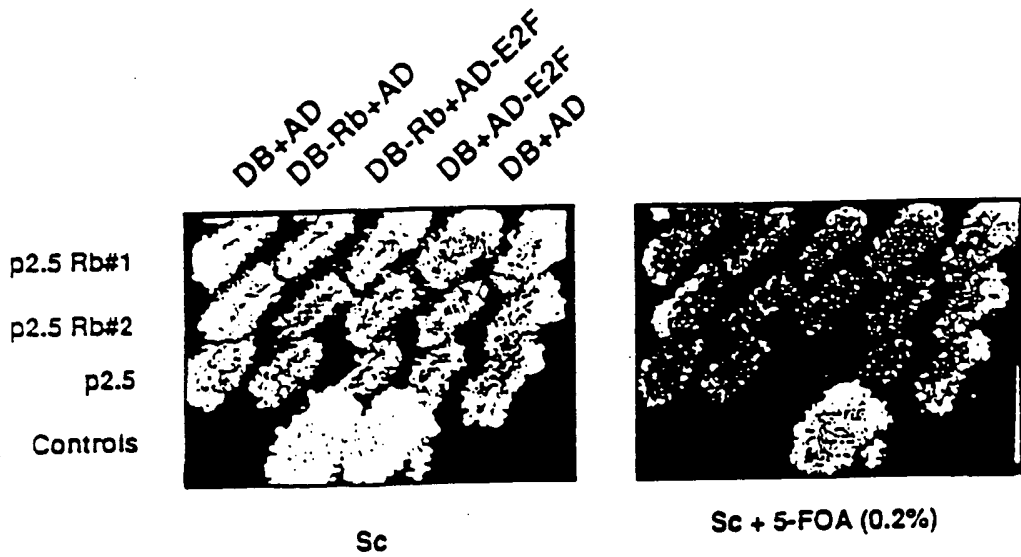 DB+AD
DB-Rb+AD
DB-Rb+AD-E2F
DB+AD-E2F
DB+AD
p2.5 Rb#1
p2.5 Rb#2
p2.5
Controls
Sc
Sc + 5-FOA (0.2%)